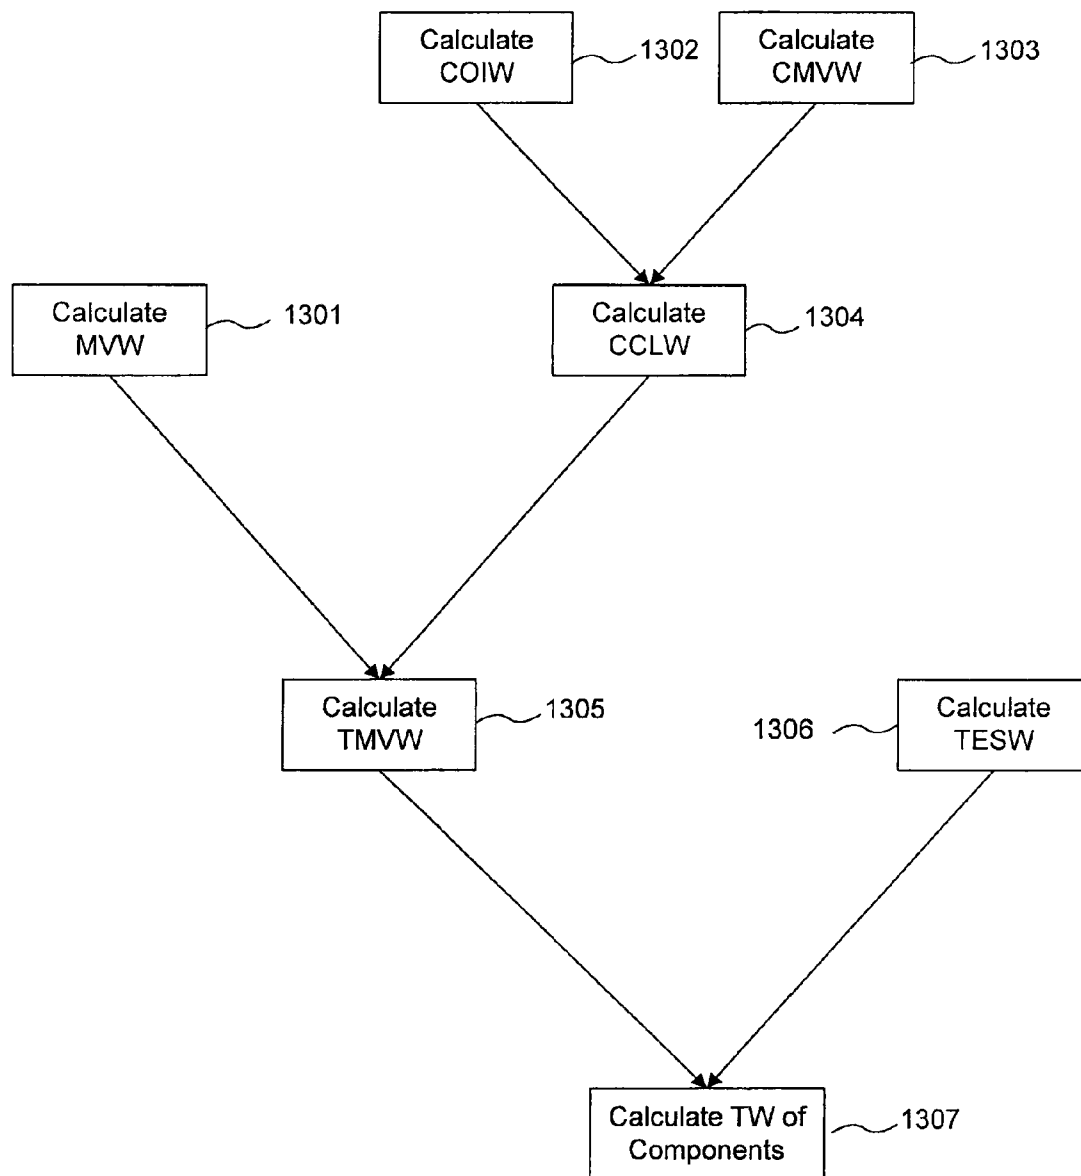 Calculate
COIW
1302
Calculate
CMVW
1303
Calculate
MVW
1301
Calculate
CCLW
1304
Calculate
TMVW
1305
1306
Calculate
TESW
Calculate TW of
Components
1307